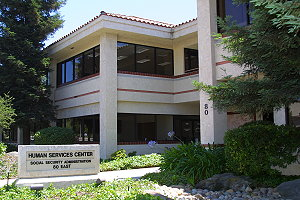 80
HUMAN SERVICES CENTER
SOCIAL SECURITY ADMINISTRATION
80 EAST